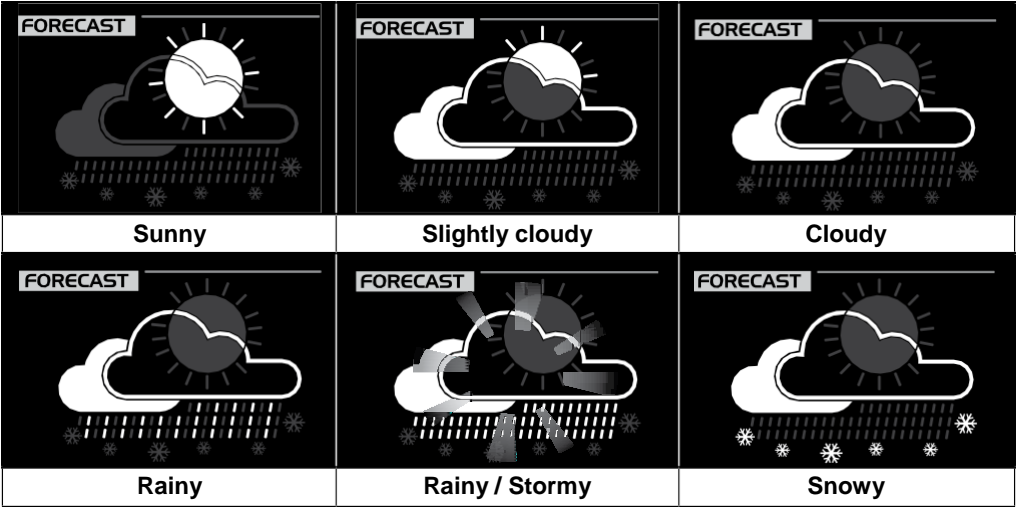 FORECAST
FORECAST
FORECAST
Sunny
Slightly cloudy
Cloudy
FORECAST
FORECAST
FORECAST
Rainy
Rainy / Stormy
Snowy